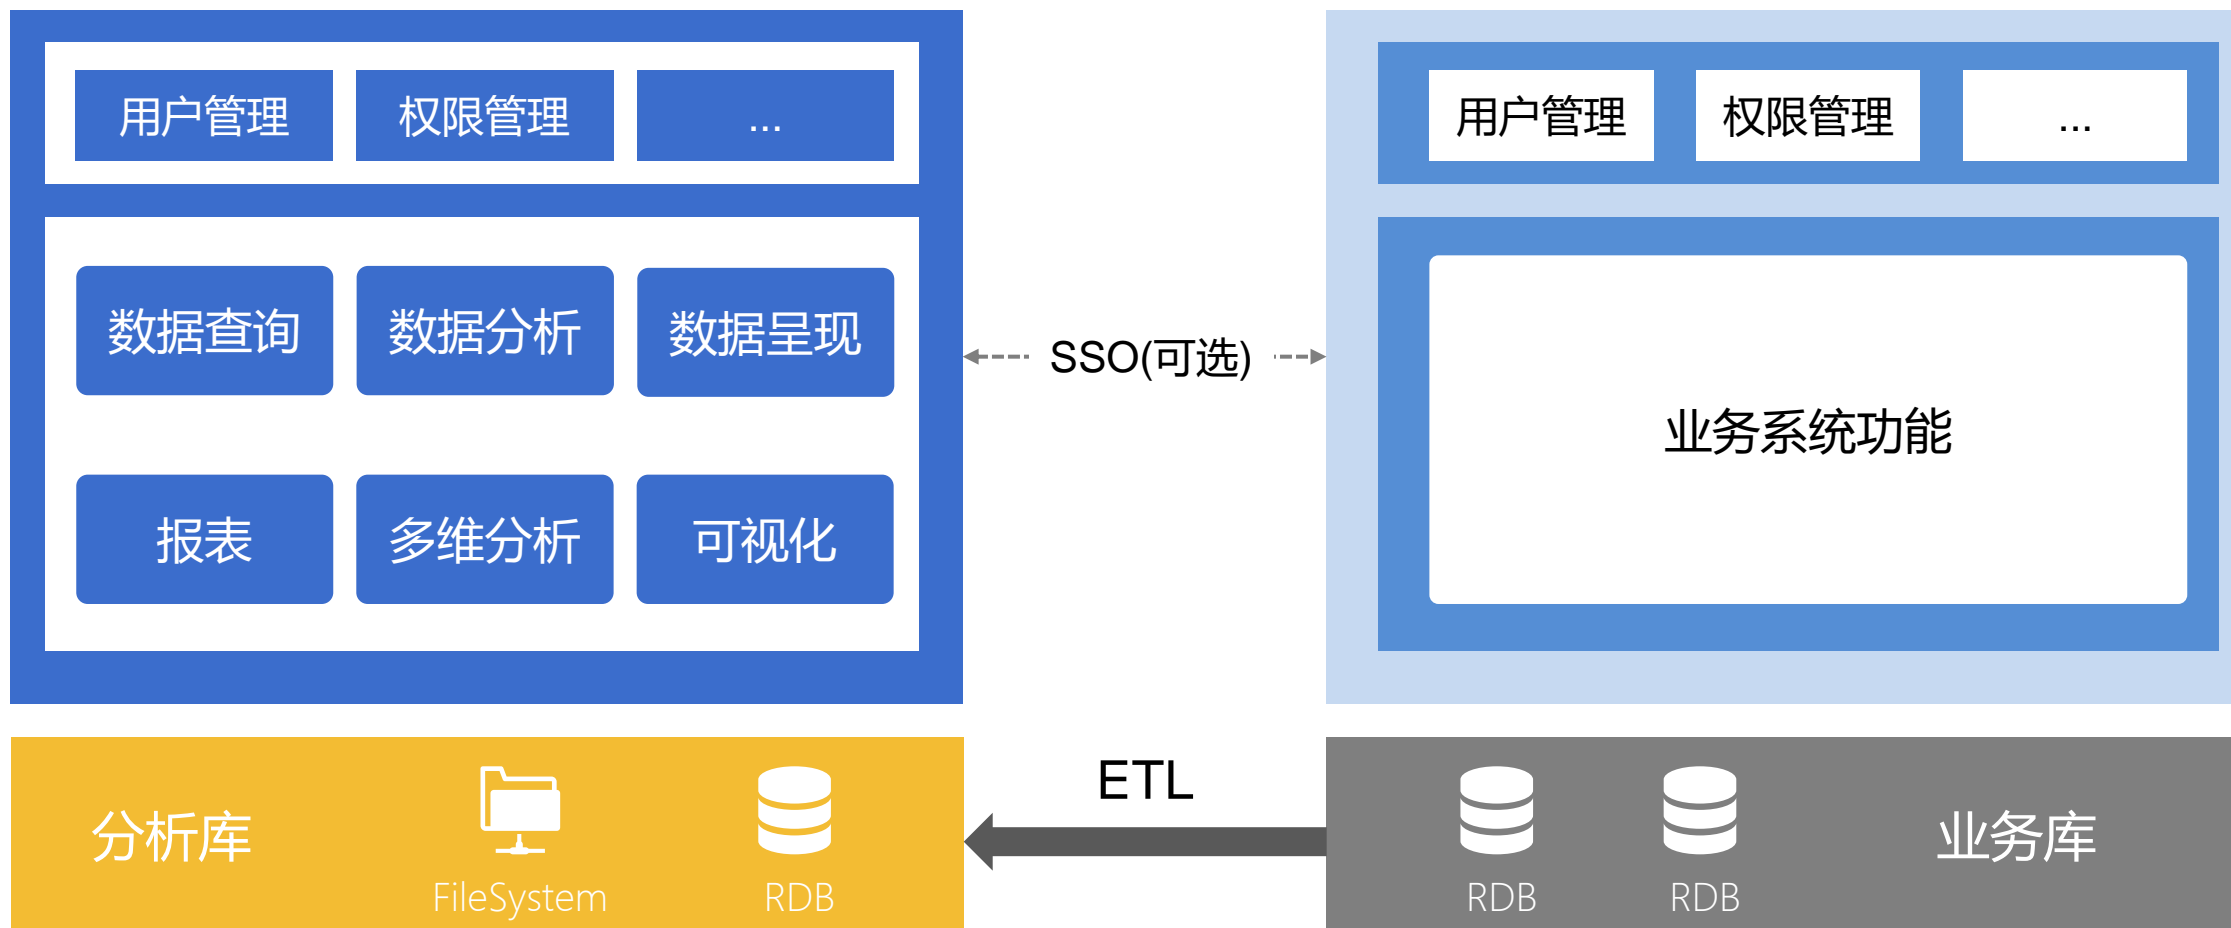 用户管理
权限管理
...
数据查询
数据分析
数据呈现
报表
多维分析
可视化
SSO(可选)
用户管理
权限管理
...
业务系统功能
分析库
FileSystem
RDB
ETL
RDB
RDB
业务库